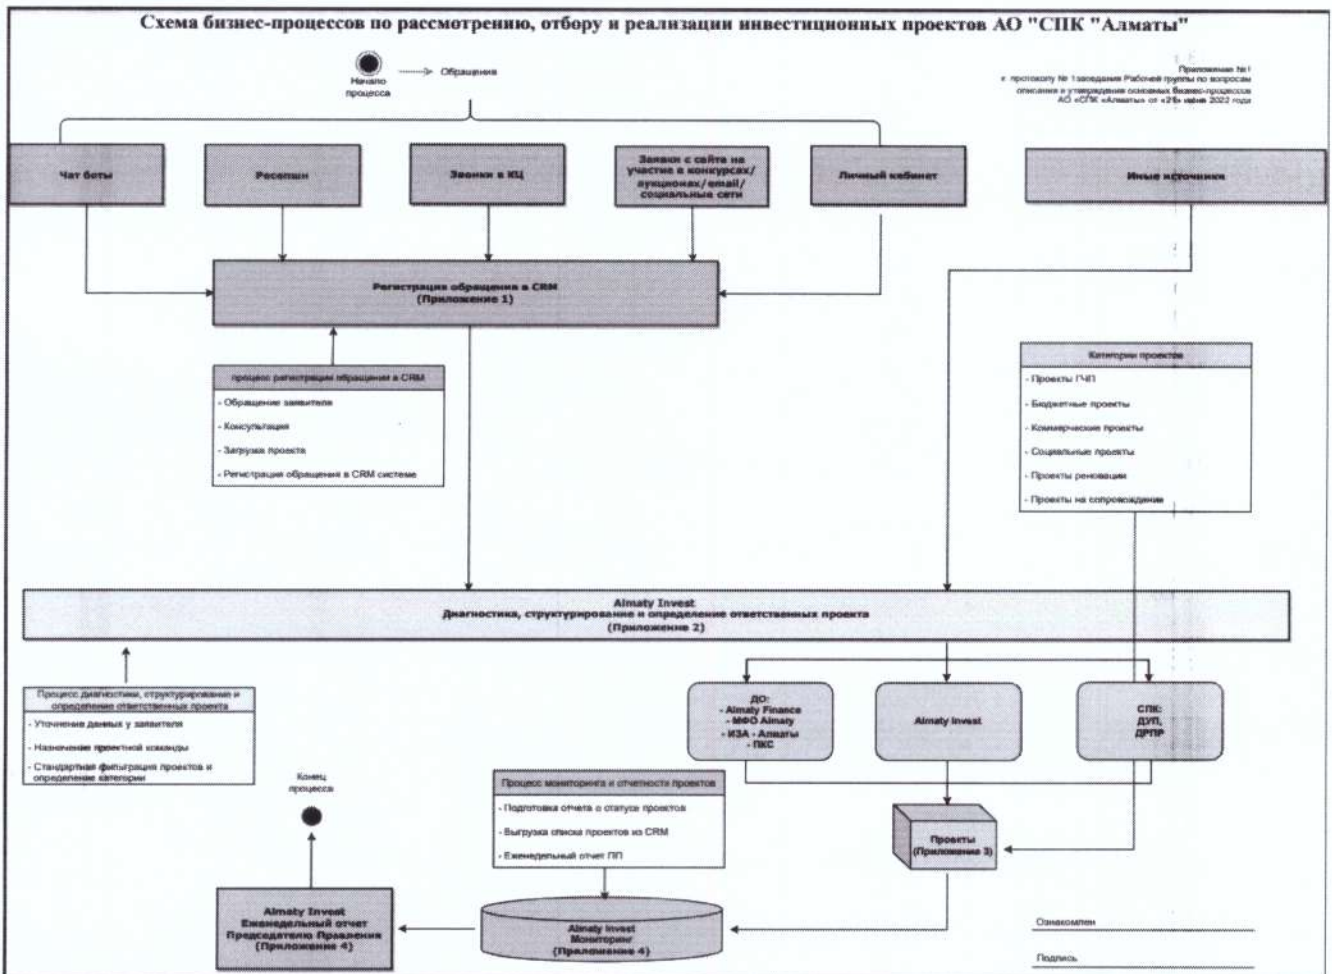 Схема бизнес-процессов по рассмотрению, отбору и реализации инвестиционных проектов АО "СПК "Алматы"
Начало
процесса
Обращения
Приложение №1
к протоколу № 1заседания Рабочей группы по вопросам
описания и утверждения основных бизнес-процессов
АО «СПК «Алматы» от «21» июня 2022 года
Чат боты
Ресепшн
Звонки в КЦ
Заявки с сайта на
участие в конкурсах/
аукционах/email/
социальные сети
Личный кабинет
Иные источники
Регистрация обращения в CRM
(Приложение 1)
процесс регистрации обращения в CRM
- Обращение заявителя
- Консультация
- Загрузка проекта
- Регистрация обращения в CRM системе
Категории проектов
- Проекты ГЧП
- Бюджетные проекты
- Коммерческие проекты
- Социальные проекты
- Проекты реновации
- Проекты на сопровождении
Almaty Invest
Диагностика, структурирование и определение ответственных проекта
(Приложение 2)
Процесс диагностики, структурирование и
определение ответственных проекта
- Уточнение данных у заявителя
- Назначение проектной команды
- Стандартная фильтрация проектов и
определение категории
ДО:
- Almaty Finance
- МФО Almaty
- ИЗА - Алматы
- ПКС
Almaty Invest
СПК:
ДУП,
ДРПР
Конец
процесса
Процесс мониторинга и отчетности проектов
- Подготовка отчета о статусе проектов
- Выгрузка списка проектов из CRM
- Еженедельный отчет ПП
Проекты
(Приложение 3)
Almaty Invest
Еженедельный отчет
Председателю Правления
(Приложение 4)
Almaty Invest
Мониторинг
(Приложение 4)
Ознакомлен
Подпись